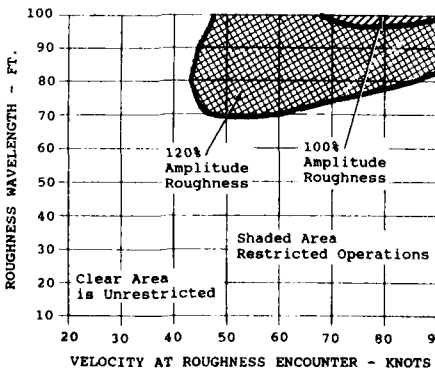 ROUGHNESS WAVELENGTH - FT.
100
90
80
70
60
50
40
30
20
10
120%
Amplitude
Roughness
100%
Amplitude
Roughness
Shaded Area
Restricted Operations
Clear Area
is Unrestricted
20 30 40 50 60 70 80 90
VELOCITY AT ROUGHNESS ENCOUNTER - KNOTS